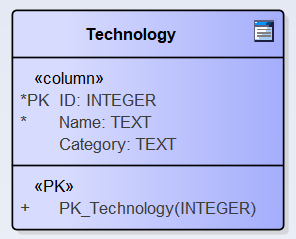 Technology
«column»
*PK ID: INTEGER
* Name: TEXT
Category: TEXT
«PK»
+ PK_Technology(INTEGER)